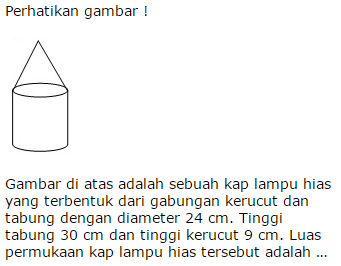 Perhatikan gambar !
Gambar di atas adalah sebuah kap lampu hias
yang terbentuk dari gabungan kerucut dan
tabung dengan diameter 24 cm. Tinggi
tabung 30 cm dan tinggi kerucut 9 cm. Luas
permukaan kap lampu hias tersebut adalah ...